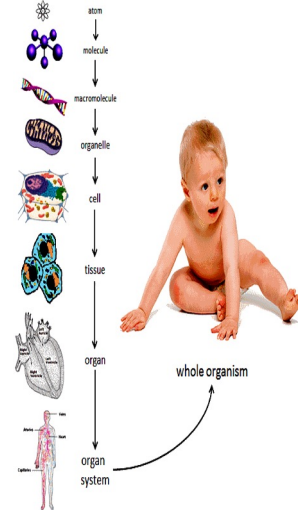 atom
molecule
macromolecule
organelle
cell
tissue
organ
whole organism
organ
system